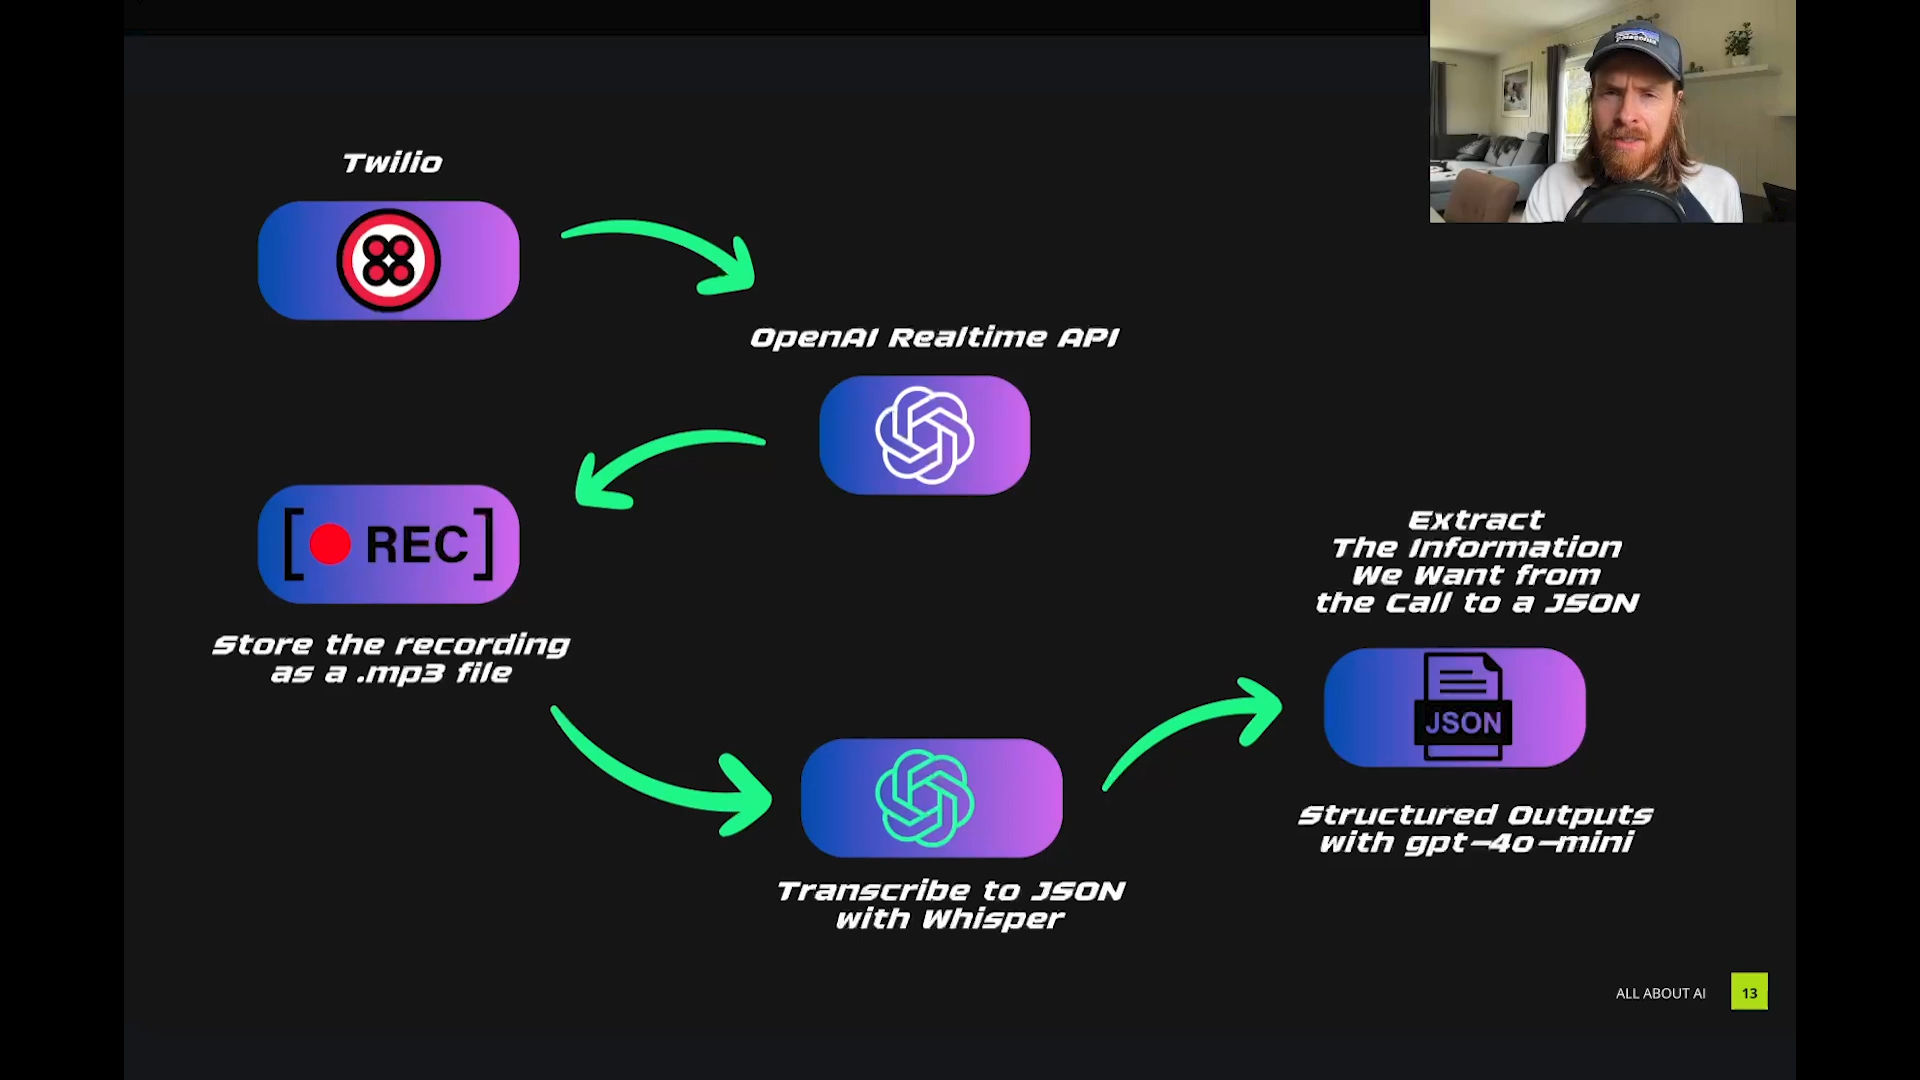 patagonia
Twilio
OpenAI Realtime API
REC
Store the recording
as a .mp3 file
Extract
The Information
We Want from
the Call to a JSON
JSON
Structured Outputs
with gpt-4o-mini
Transcribe to JSON
with Whisper
ALL ABOUT AI
13